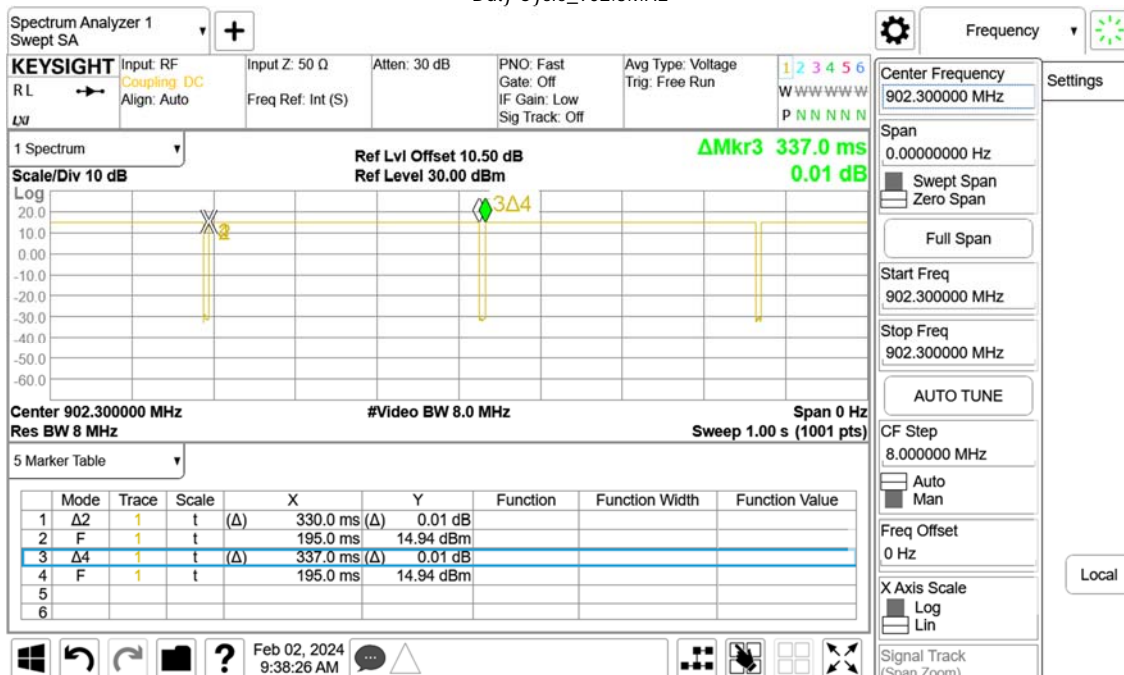 Spectrum Analyzer 1
Swept SA
+
Frequency
KEYSIGHT
RL
LXI
Input: RF
Coupling: DC
Align: Auto
Input Z: 50 Ω
Freq Ref: Int (S)
Atten: 30 dB
PNO: Fast
Gate: Off
IF Gain: Low
Sig Track: Off
Avg Type: Voltage
Trig: Free Run
1 2 3 4 5 6
W W W W W W
P N N N N N
1 Spectrum
Scale/Div 10 dB
Ref Lvl Offset 10.50 dB
Ref Level 30.00 dBm
ΔMkr3 337.0 ms
0.01 dB
Log
20.0
10.0
0.00
-10.0
-20.0
-30.0
-40.0
-50.0
-60.0
3Δ4
Center 902.300000 MHz #Video BW 8.0 MHz Span 0 Hz
Res BW 8 MHz Sweep 1.00 s (1001 pts)
5 Marker Table
Mode Trace Scale X Y Function Function Width Function Value
1 Δ2 1 t (Δ) 330.0 ms (Δ) 0.01 dB
2 F 1 t 195.0 ms 14.94 dBm
3 Δ4 1 t (Δ) 337.0 ms (Δ) 0.01 dB
4 F 1 t 195.0 ms 14.94 dBm
5
6
?
Feb 02, 2024
9:38:26 AM
Center Frequency
902.300000 MHz
Span
0.00000000 Hz
Swept Span
Zero Span
Full Span
Start Freq
902.300000 MHz
Stop Freq
902.300000 MHz
AUTO TUNE
CF Step
8.000000 MHz
Auto
Man
Freq Offset
0 Hz
X Axis Scale
Log
Lin
Signal Track
(Span Zoom)
Settings
Local